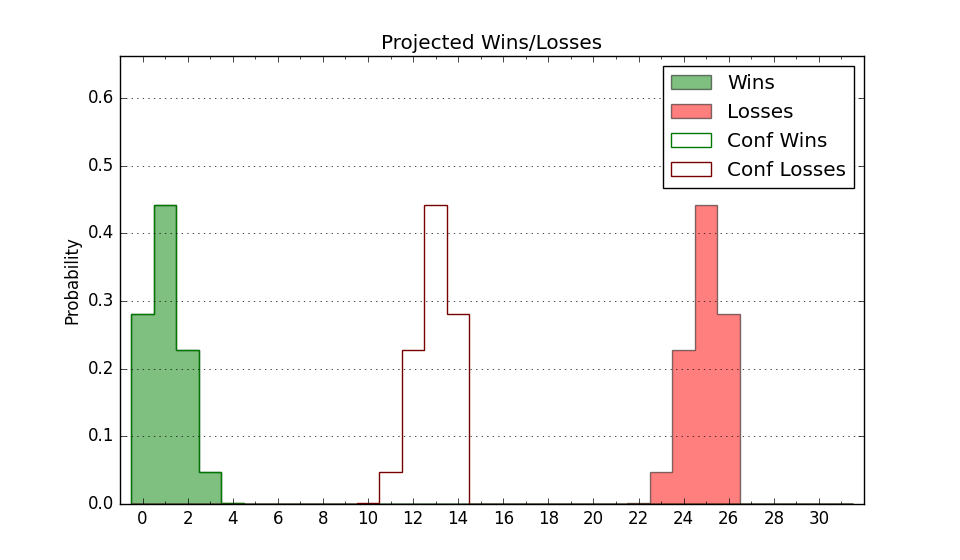 Projected Wins/Losses
Wins
Losses
Conf Wins
Conf Losses
Probability
0.6
0.5
0.4
0.3
0.2
0.1
0.0
0 2 4 6 8 10 12 14 16 18 20 22 24 26 28 30